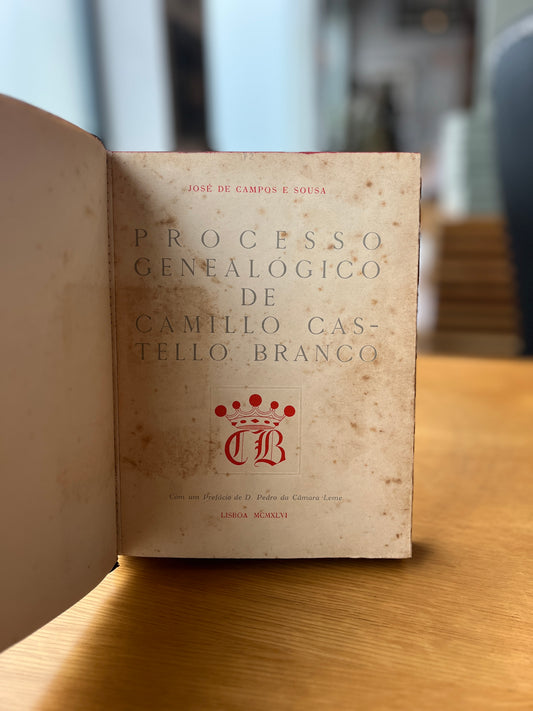 JOSÉ DE CAMPOS E SOUSA
PROCESSO
GENEALÓGICO
DE
CAMILLO CAS-
TELLO BRANCO
CB
Com um Prefácio de D. Pedro da Câmara Leme
LISBOA MCMXLVI